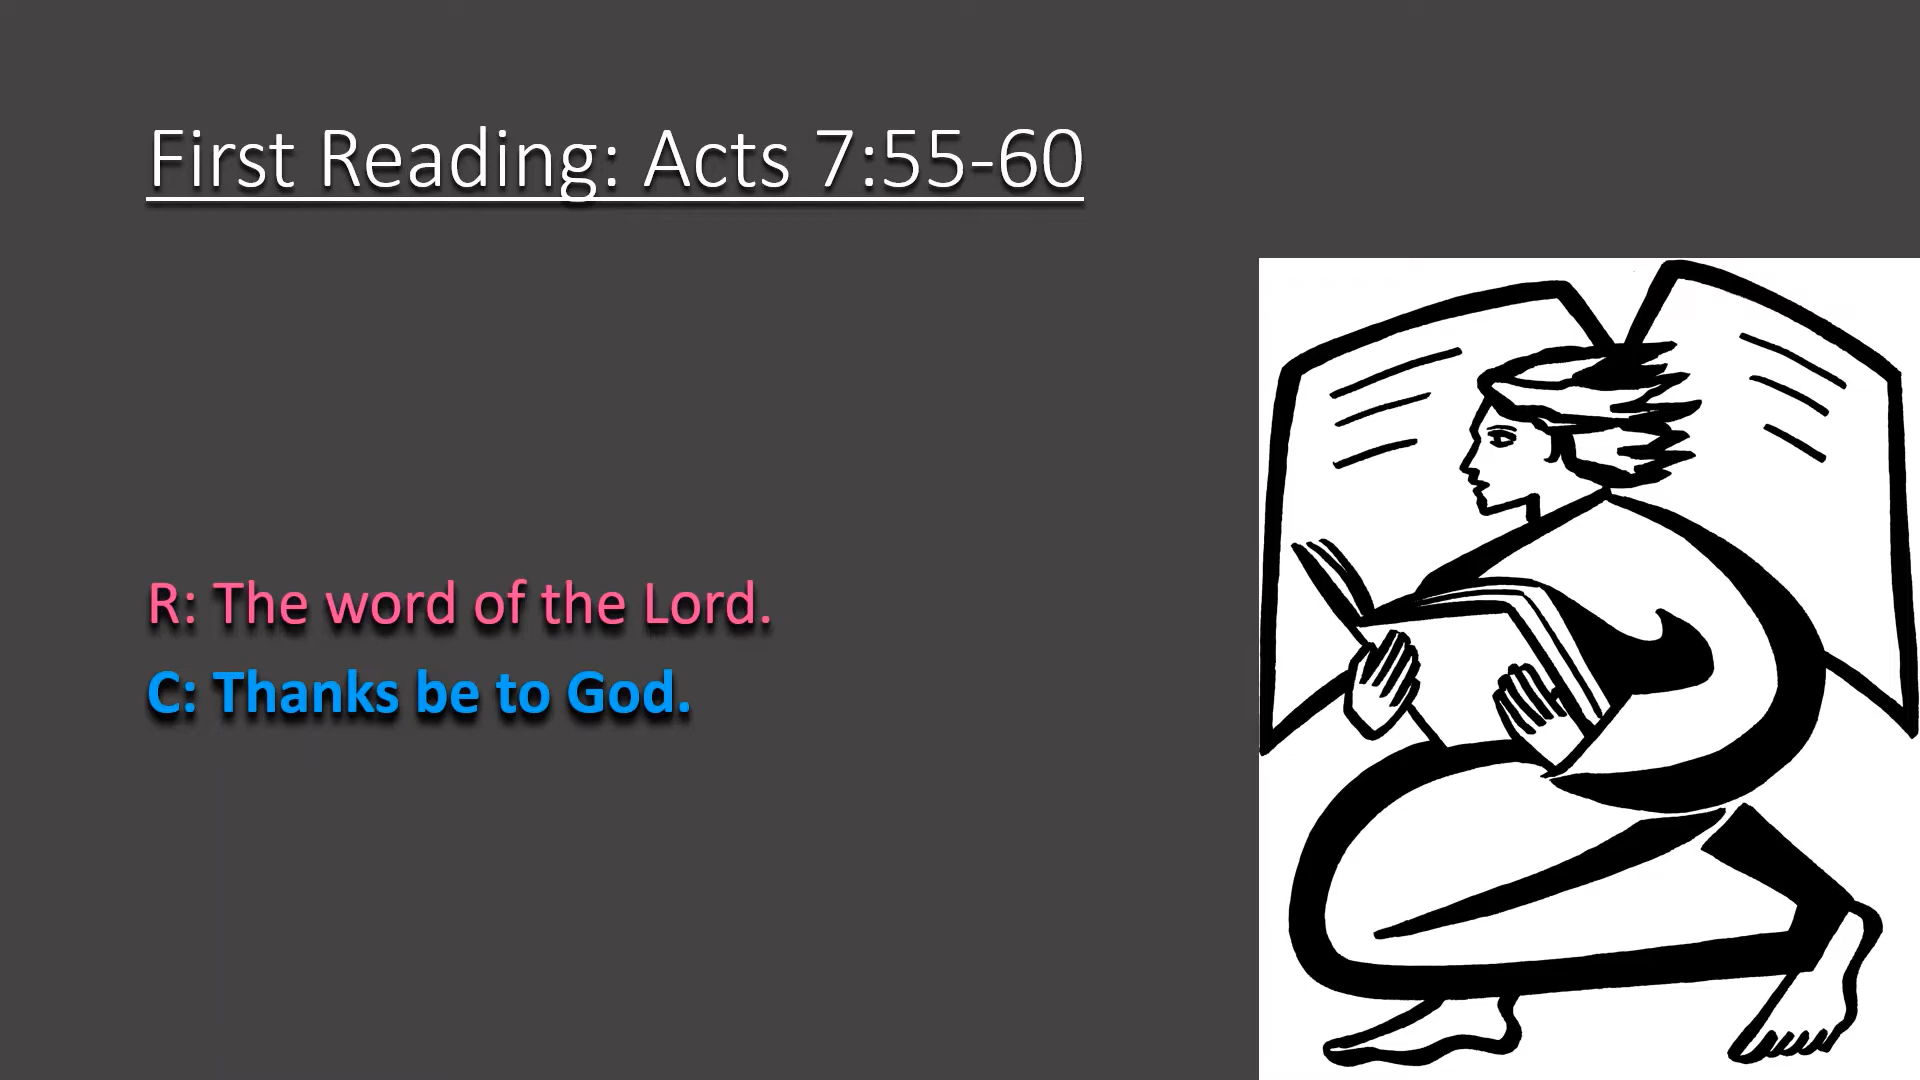 First Reading: Acts 7:55-60
R: The word of the Lord.
C: Thanks be to God.